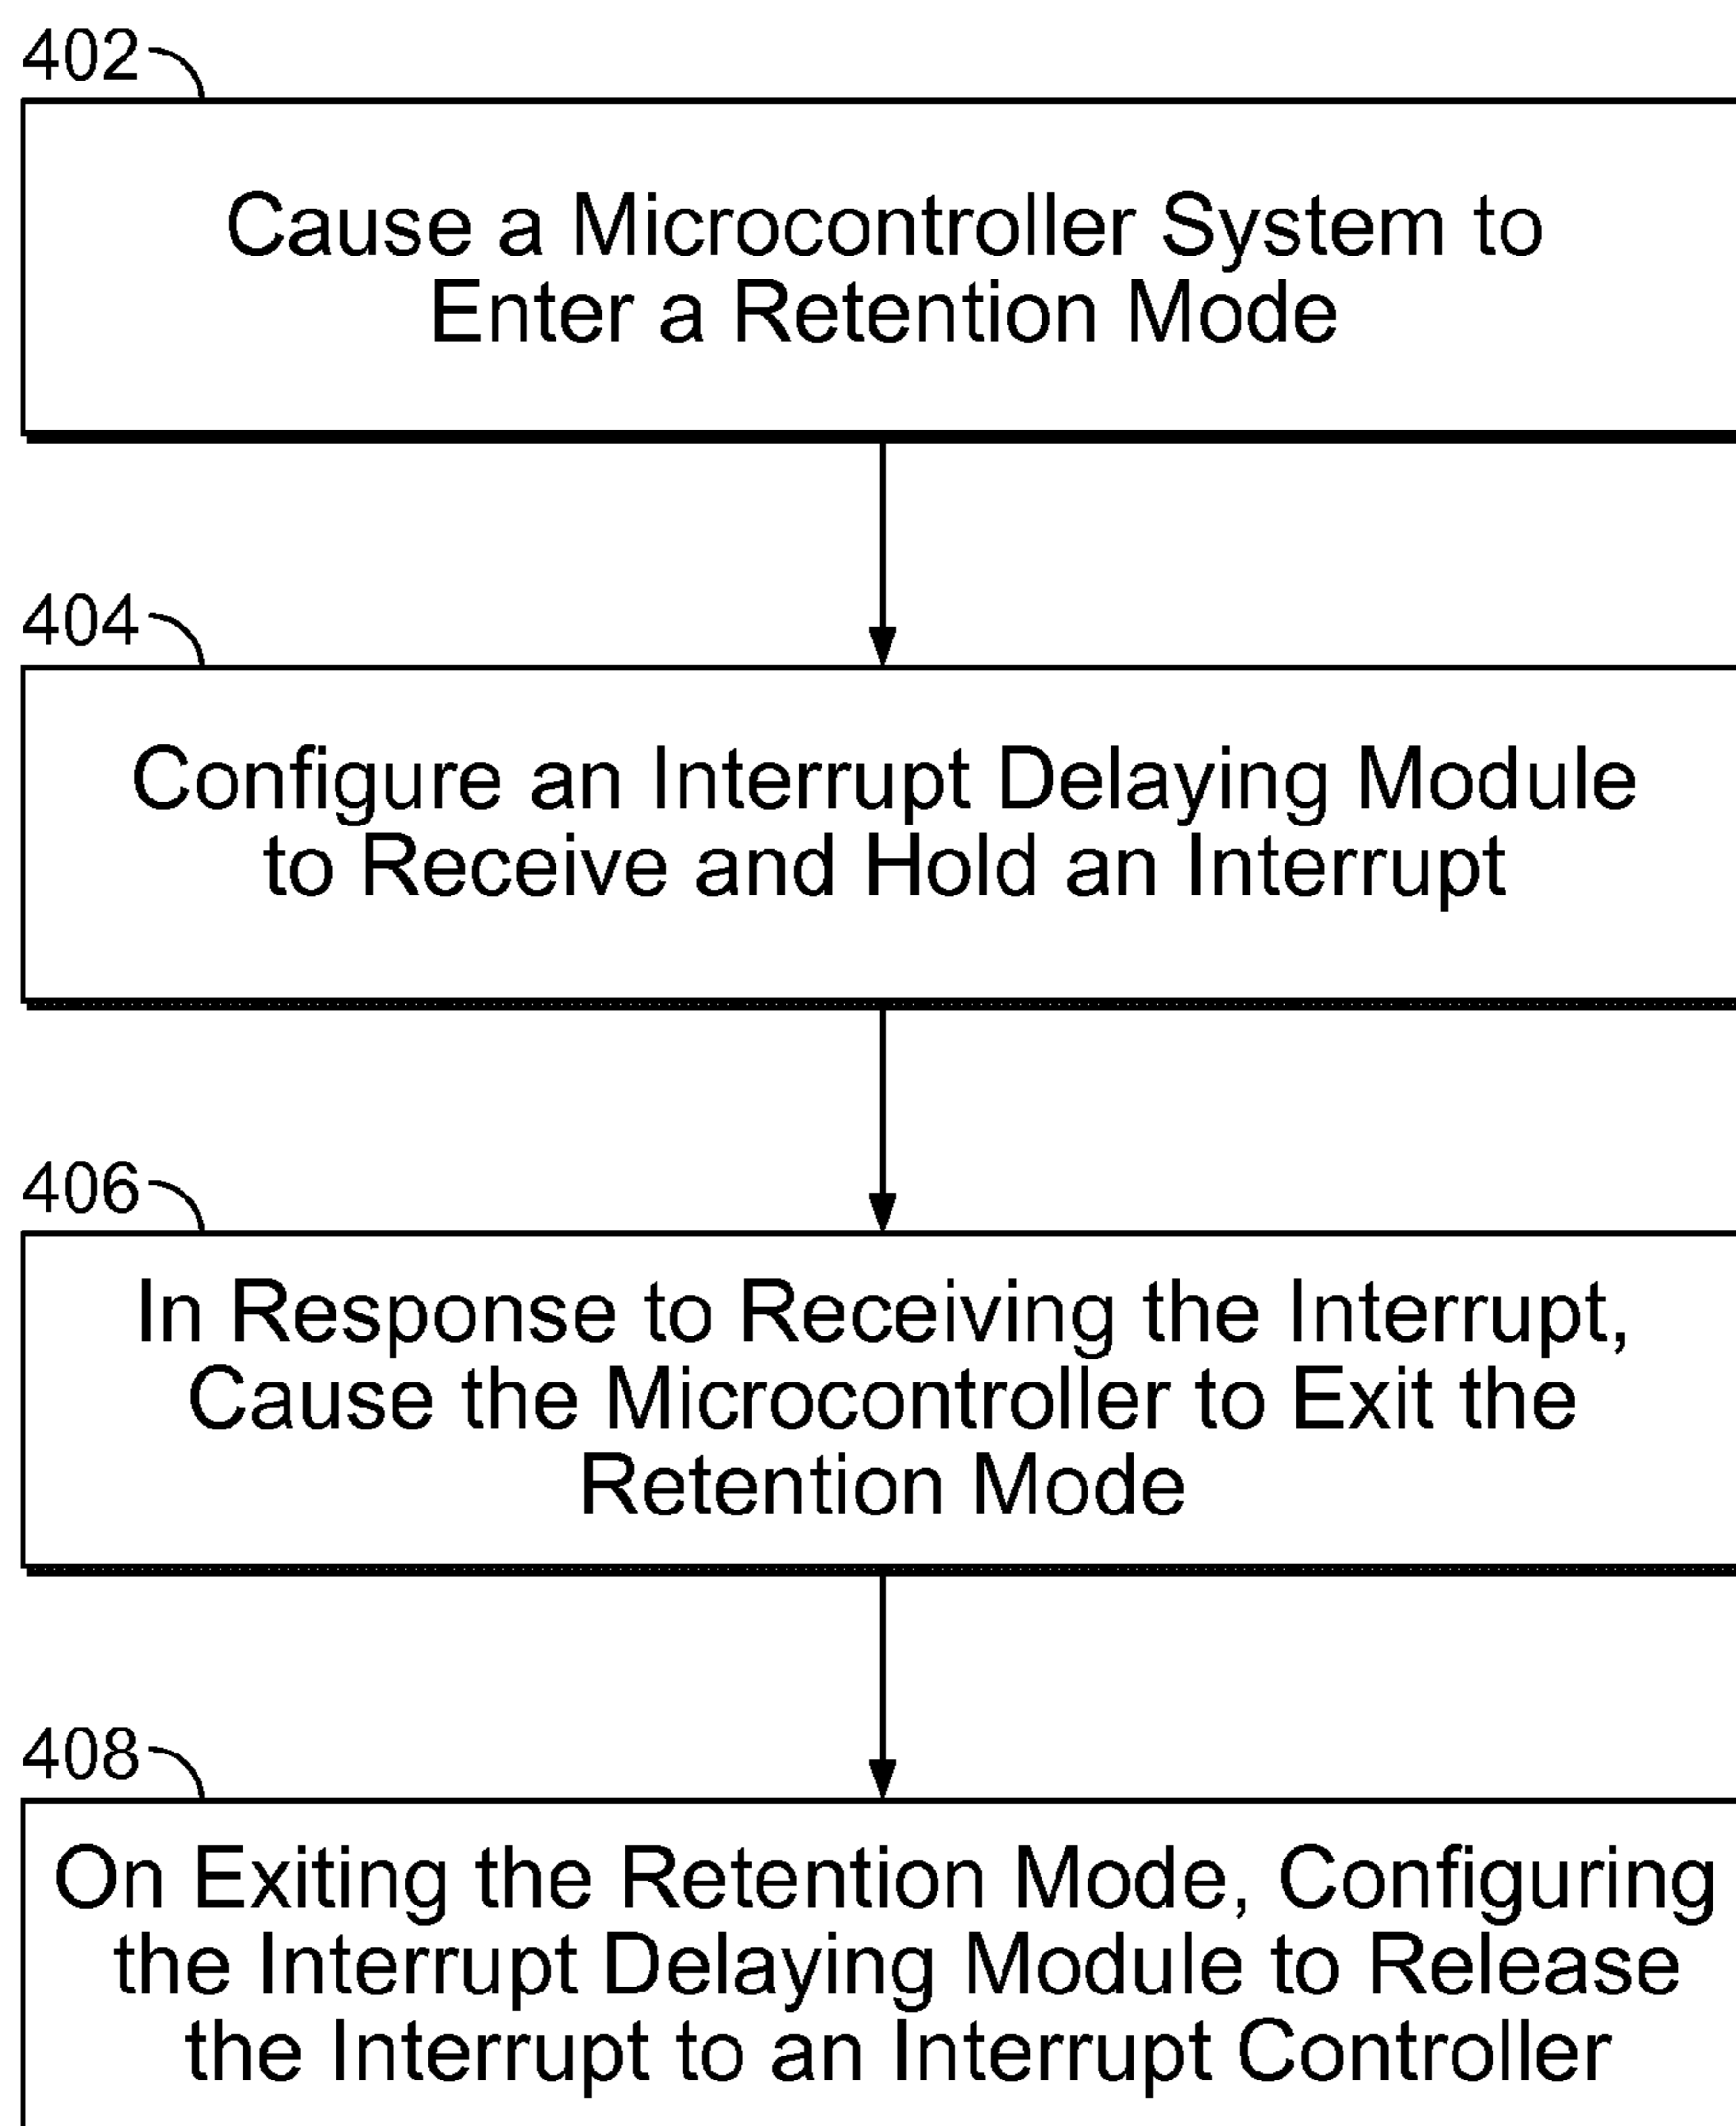 402
Cause a Microcontroller System to
Enter a Retention Mode
404
Configure an Interrupt Delaying Module
to Receive and Hold an Interrupt
406
In Response to Receiving the Interrupt,
Cause the Microcontroller to Exit the
Retention Mode
408
On Exiting the Retention Mode, Configuring
the Interrupt Delaying Module to Release
the Interrupt to an Interrupt Controller